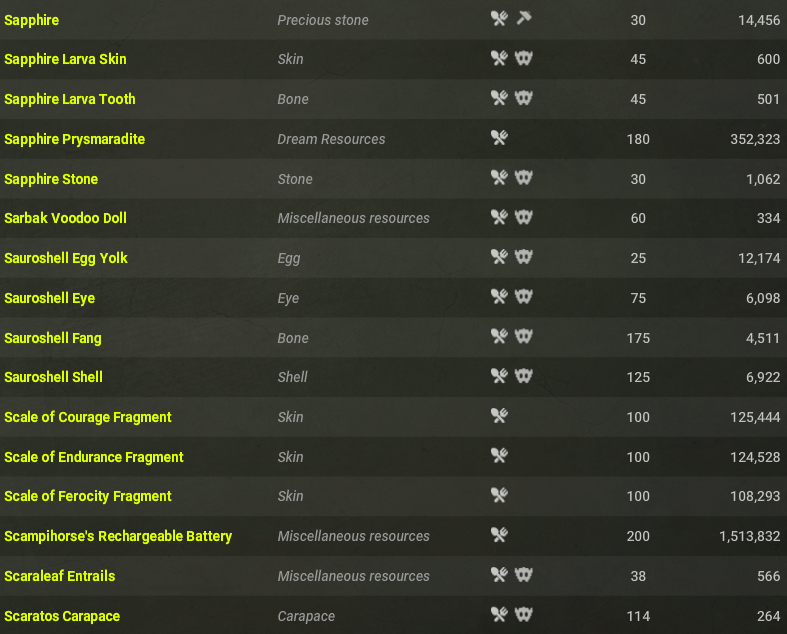 Sapphire Precious stone 30 14,456
Sapphire Larva Skin Skin 45 600
Sapphire Larva Tooth Bone 45 501
Sapphire Prysmaradite Dream Resources 180 352,323
Sapphire Stone Stone 30 1,062
Sarbak Voodoo Doll Miscellaneous resources 60 334
Sauroshell Egg Yolk Egg 25 12,174
Sauroshell Eye Eye 75 6,098
Sauroshell Fang Bone 175 4,511
Sauroshell Shell Shell 125 6,922
Scale of Courage Fragment Skin 100 125,444
Scale of Endurance Fragment Skin 100 124,528
Scale of Ferocity Fragment Skin 100 108,293
Scampihorse's Rechargeable Battery Miscellaneous resources 200 1,513,832
Scaraleaf Entrails Miscellaneous resources 38 566
Scaratos Carapace Carapace 114 264